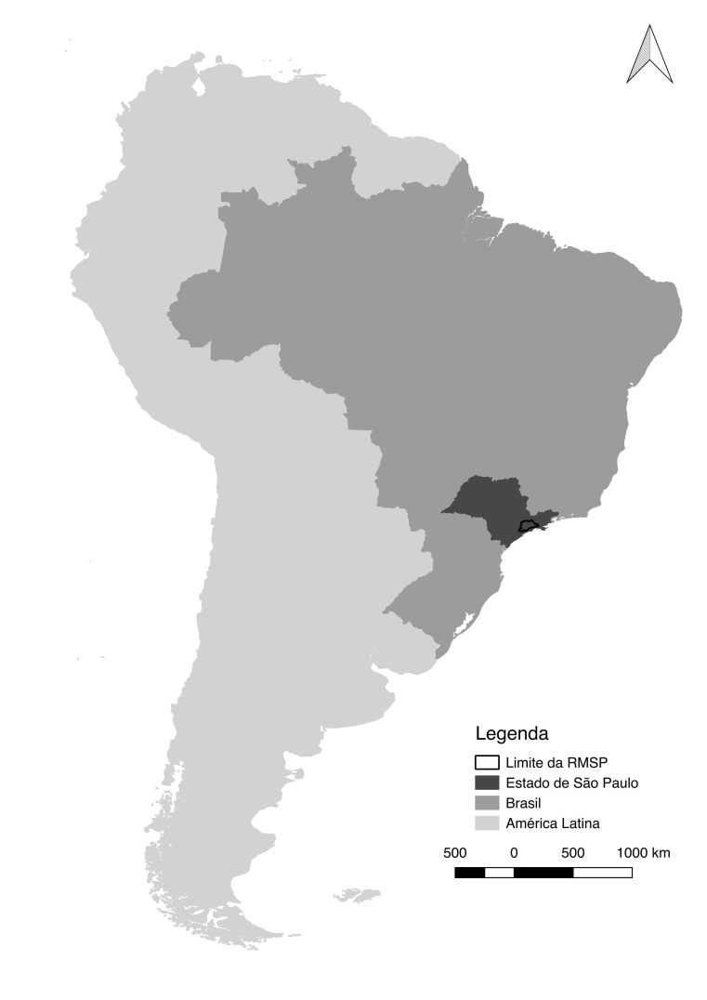 Legenda
Limite da RMSP
Estado de São Paulo
Brasil
América Latina
500 0 500 1000 km